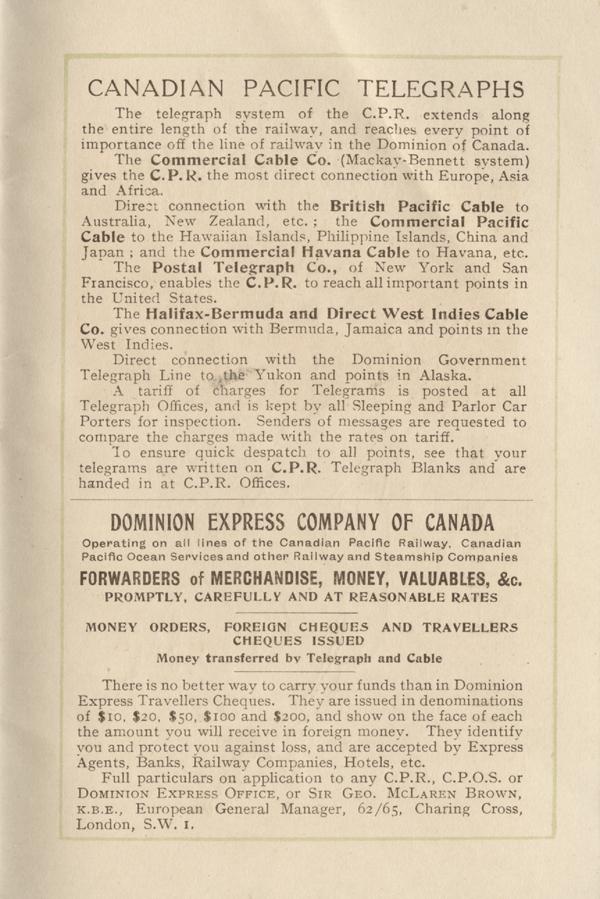 CANADIAN PACIFIC TELEGRAPHS
The telegraph system of the C.P.R. extends along
the entire length of the railway, and reaches every point of
importance off the line of railway in the Dominion of Canada.
The Commercial Cable Co. (Mackay-Bennett system)
gives the C.P.R. the most direct connection with Europe, Asia
and Africa.
Direct connection with the British Pacific Cable to
Australia, New Zealand, etc.; the Commercial Pacific
Cable to the Hawaiian Islands, Philippine Islands, China and
Japan; and the Commercial Havana Cable to Havana, etc.
The Postal Telegraph Co., of New York and San
Francisco, enables the C.P.R. to reach all important points in
the United States.
The Halifax-Bermuda and Direct West Indies Cable
Co. gives connection with Bermuda, Jamaica and points in the
West Indies.
Direct connection with the Dominion Government
Telegraph Line to the Yukon and points in Alaska.
A tariff of charges for Telegrams is posted at all
Telegraph Offices, and is kept by all Sleeping and Parlor Car
Porters for inspection. Senders of messages are requested to
compare the charges made with the rates on tariff.
To ensure quick despatch to all points, see that your
telegrams are written on C.P.R. Telegraph Blanks and are
handed in at C.P.R. Offices.
DOMINION EXPRESS COMPANY OF CANADA
Operating on all lines of the Canadian Pacific Railway, Canadian
Pacific Ocean Services and other Railway and Steamship Companies
FORWARDERS of MERCHANDISE, MONEY, VALUABLES, &c.
PROMPTLY, CAREFULLY AND AT REASONABLE RATES
MONEY ORDERS, FOREIGN CHEQUES AND TRAVELLERS
CHEQUES ISSUED
Money transferred by Telegraph and Cable
There is no better way to carry your funds than in Dominion
Express Travellers Cheques. They are issued in denominations
of $10, $20, $50, $100 and $200, and show on the face of each
the amount you will receive in foreign money. They identify
you and protect you against loss, and are accepted by Express
Agents, Banks, Railway Companies, Hotels, etc.
Full particulars on application to any C.P.R., C.P.O.S. or
DOMINION EXPRESS OFFICE, or SIR GEO. MCLAREN BROWN,
K.B.E., European General Manager, 62/65, Charing Cross,
London, S.W. 1.